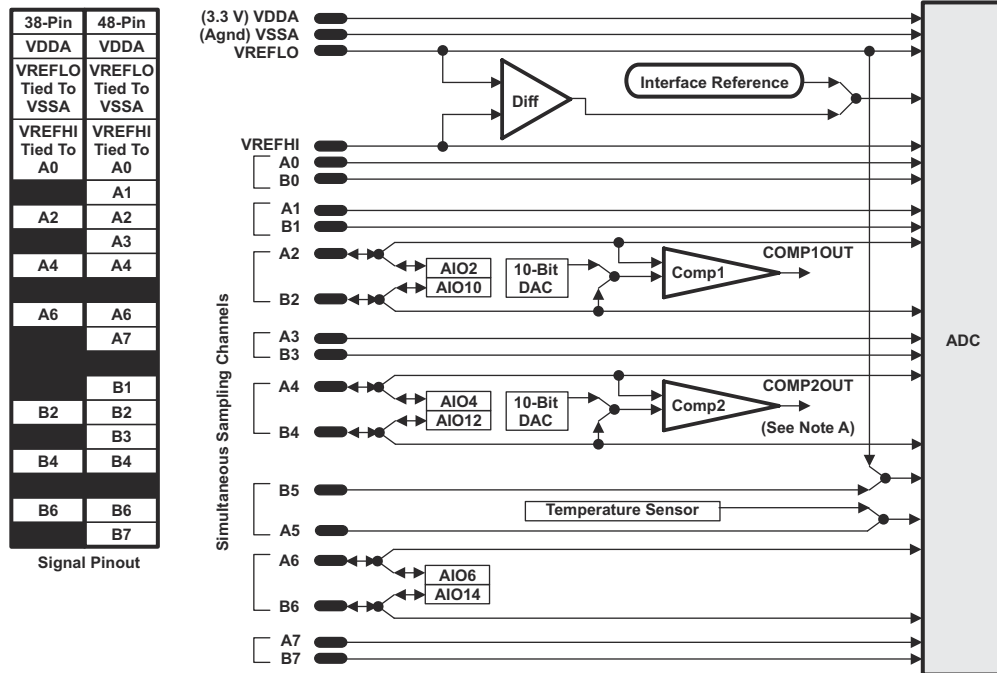 38-Pin 48-Pin
VDDA VDDA
VREFLO VREFLO
Tied To Tied To
VSSA VSSA
VREFHI VREFHI
Tied To Tied To
A0 A0
A1
A2 A2
A3
A4 A4
A6 A6
A7
B1
B2 B2
B3
B4 B4
B6 B6
B7
Signal Pinout
Simultaneous Sampling Channels
(3.3 V) VDDA
(Agnd) VSSA
VREFLO
Interface Reference
Diff
VREFHI
A0
B0
A1
B1
A2
AIO2
AIO10
10-Bit
DAC
Comp1
COMP1OUT
B2
A3
B3
A4
AIO4
AIO12
10-Bit
DAC
Comp2
COMP2OUT
(See Note A)
B4
B5
Temperature Sensor
A5
A6
AIO6
AIO14
B6
A7
B7
ADC